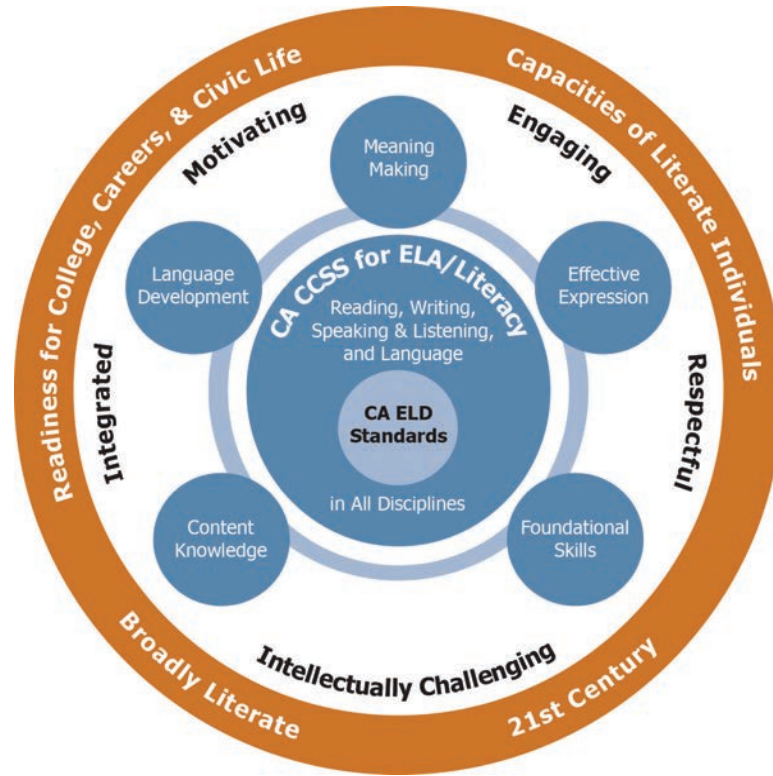 Readiness for College, Careers, & Civic Life
Capacities of Literate Individuals
Motivating
Engaging
Meaning
Making
Language
Development
Effective
Expression
CA CCSS for ELA/Literacy
Reading, Writing,
Speaking & Listening,
and Language
CA ELD
Standards
in All Disciplines
Integrated
Respectful
Content
Knowledge
Foundational
Skills
Intellectually Challenging
Broadly Literate
21st Century